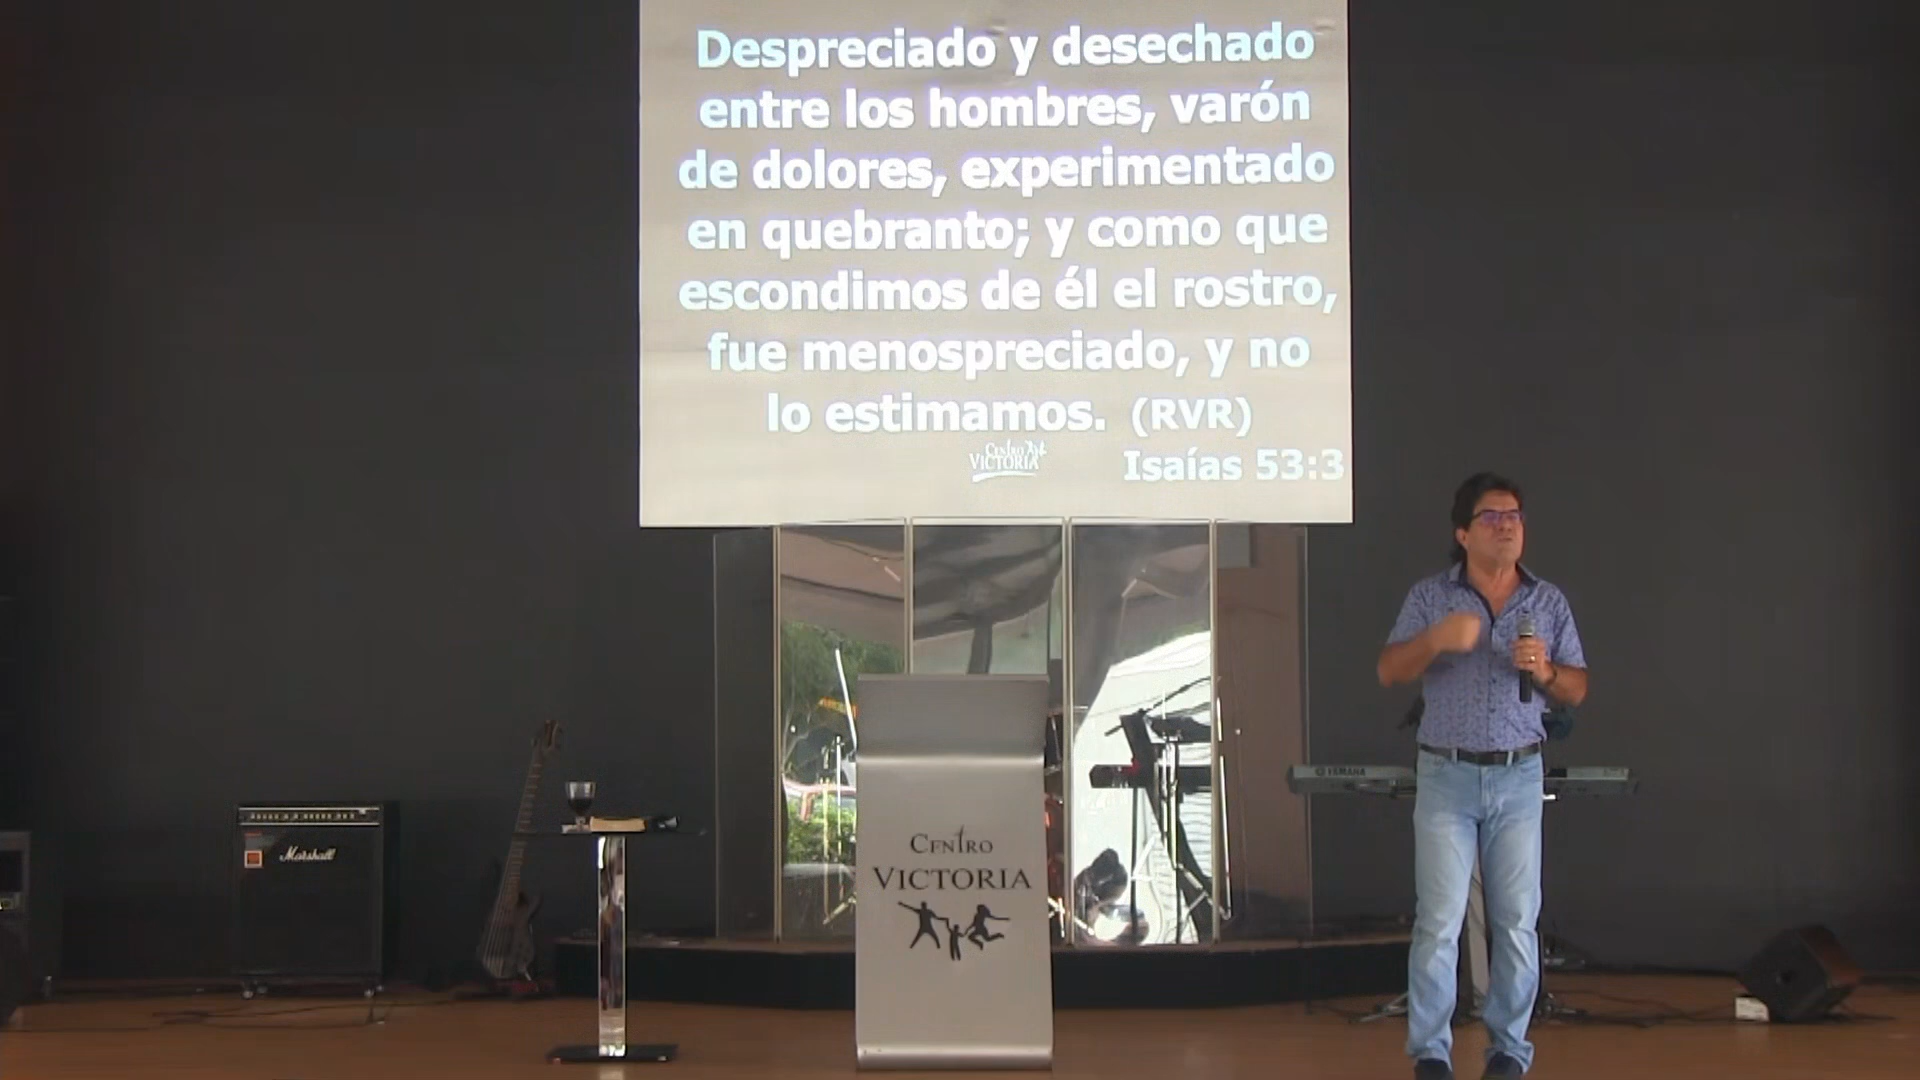 Despreciado y desechado
entre los hombres, varón
de dolores, experimentado
en quebranto; y como que
escondimos de él el rostro,
fue menospreciado, y no
lo estimamos. (RVR)
CENTRO
VICTORIA
Isaías 53:3
YAMAHA
Marshall
CENTRO
VICTORIA